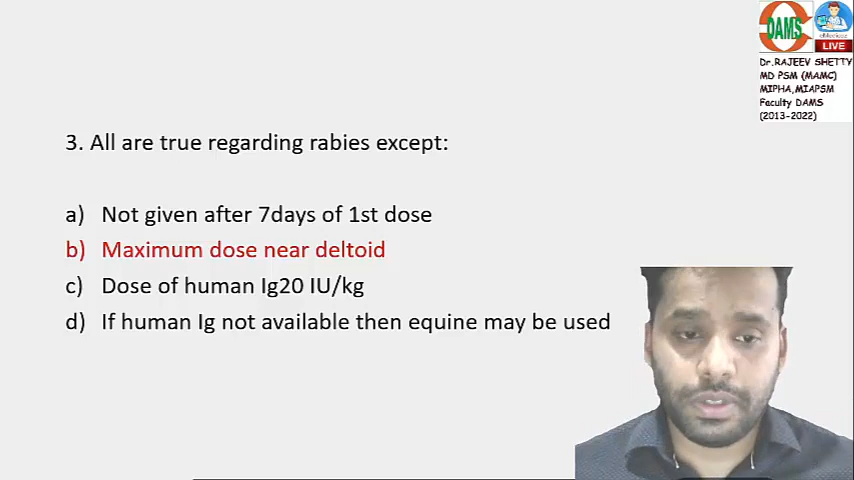 DAMS
eMedicoz
LIVE
Dr.RAJEEV SHETTY
MD PSM (MAMC)
MIPHA,MIAPSM
Faculty DAMS
(2013-2022)
3. All are true regarding rabies except:
a) Not given after 7days of 1st dose
b) Maximum dose near deltoid
c) Dose of human Ig20 IU/kg
d) If human Ig not available then equine may be used